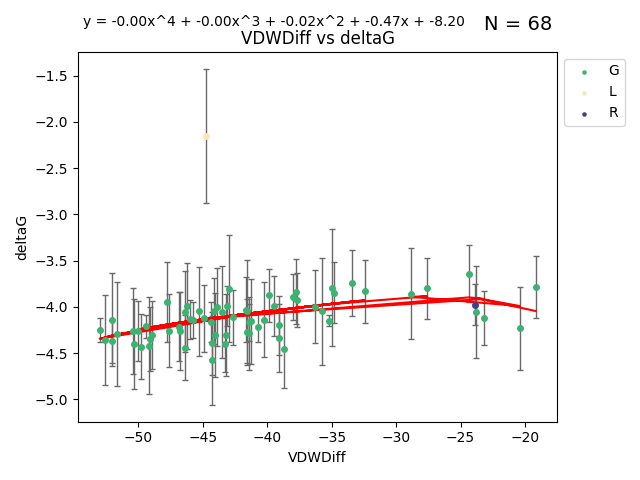 y = -0.00x^4 + -0.00x^3 + -0.02x^2 + -0.47x + -8.20 N = 68
VDWDiff vs deltaG
−1.5
−2.0
−2.5
−3.0
−3.5
−4.0
−4.5
−5.0
deltaG
−50 −45 −40 −35 −30 −25 −20
VDWDiff
G
L
R